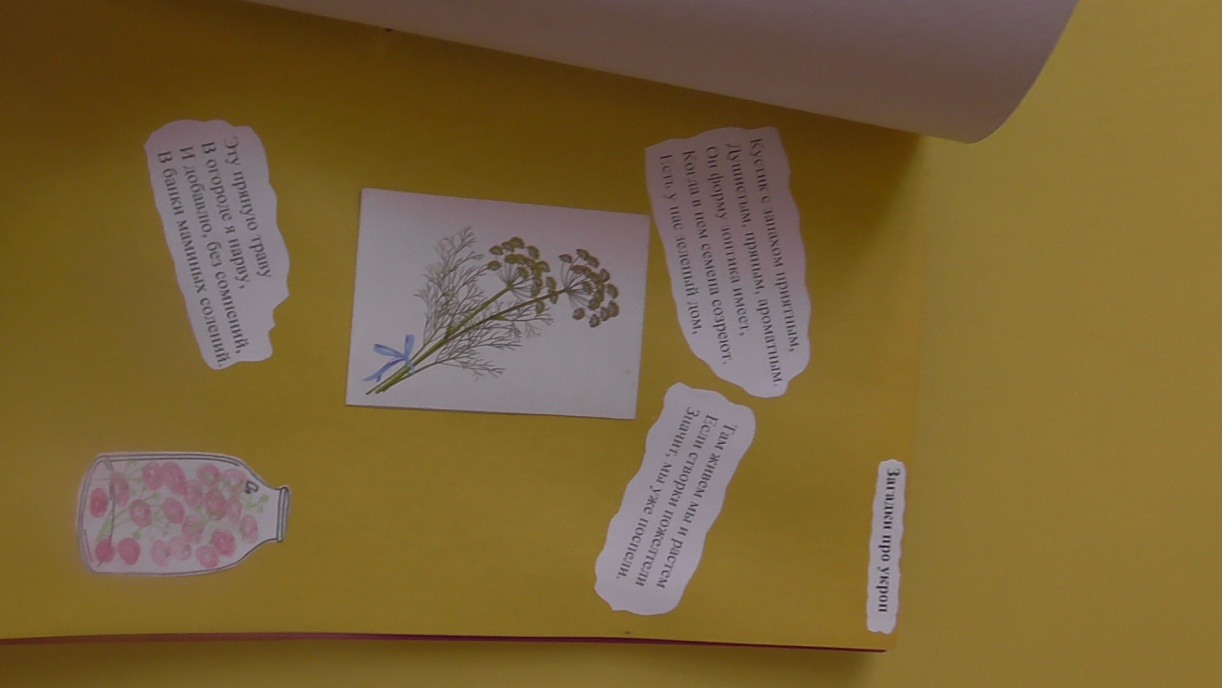 Загадки про укроп
Кустик с запахом приятным,
Душистым, пряным, ароматным.
Он форму зонтика имеет,
Когда в нем семена созреют.
Есть у нас зеленый дом,
Там живем мы и растем
Если створки пожелтели
Значит, мы уже поспели.
Эту пряную траву
В огороде я нарву,
И добавлю, без сомнений,
В банки маминых солений.